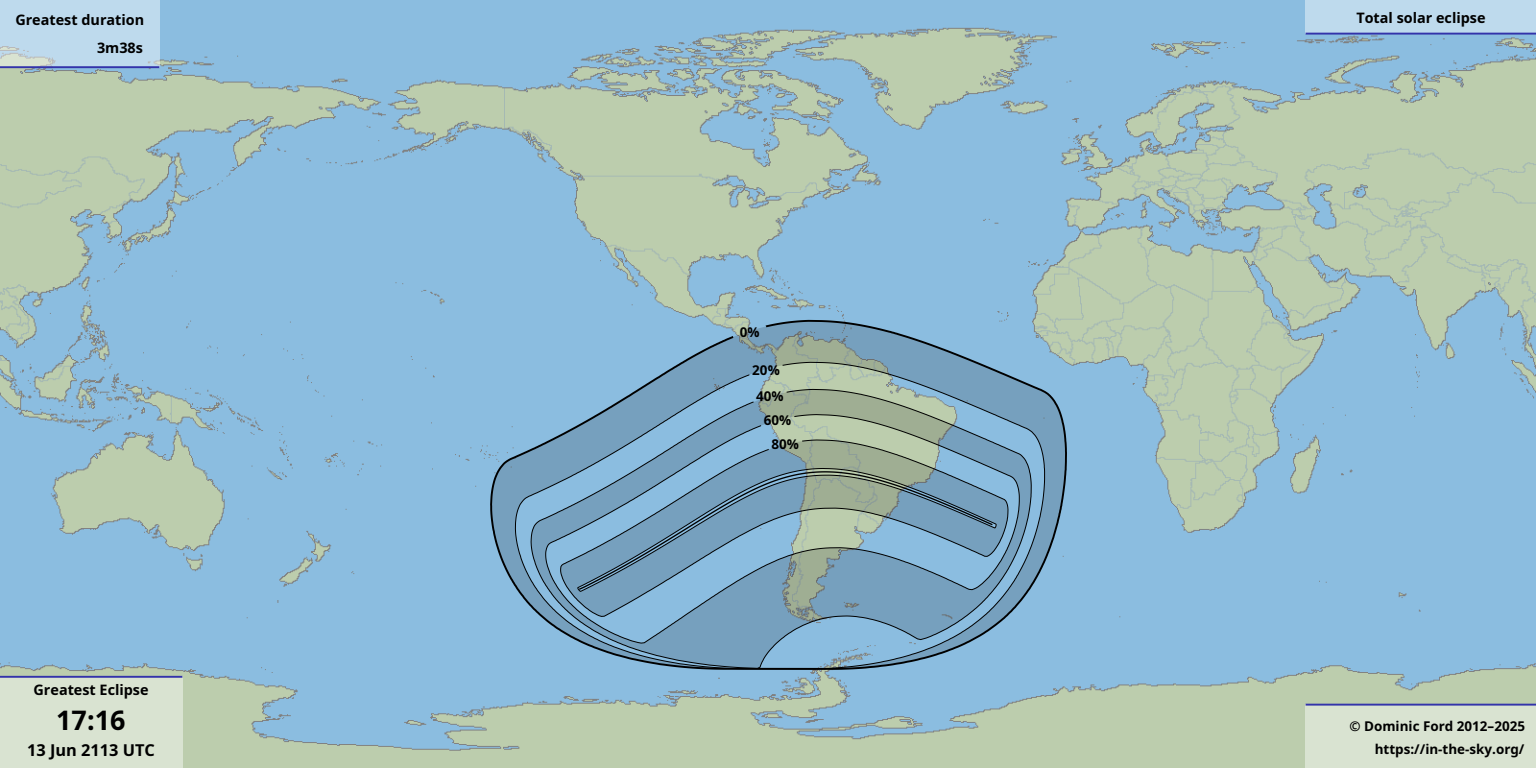 Greatest duration
3m38s
Total solar eclipse
0%
20%
40%
60%
80%
Greatest Eclipse
17:16
13 Jun 2113 UTC
© Dominic Ford 2012–2025
https://in-the-sky.org/